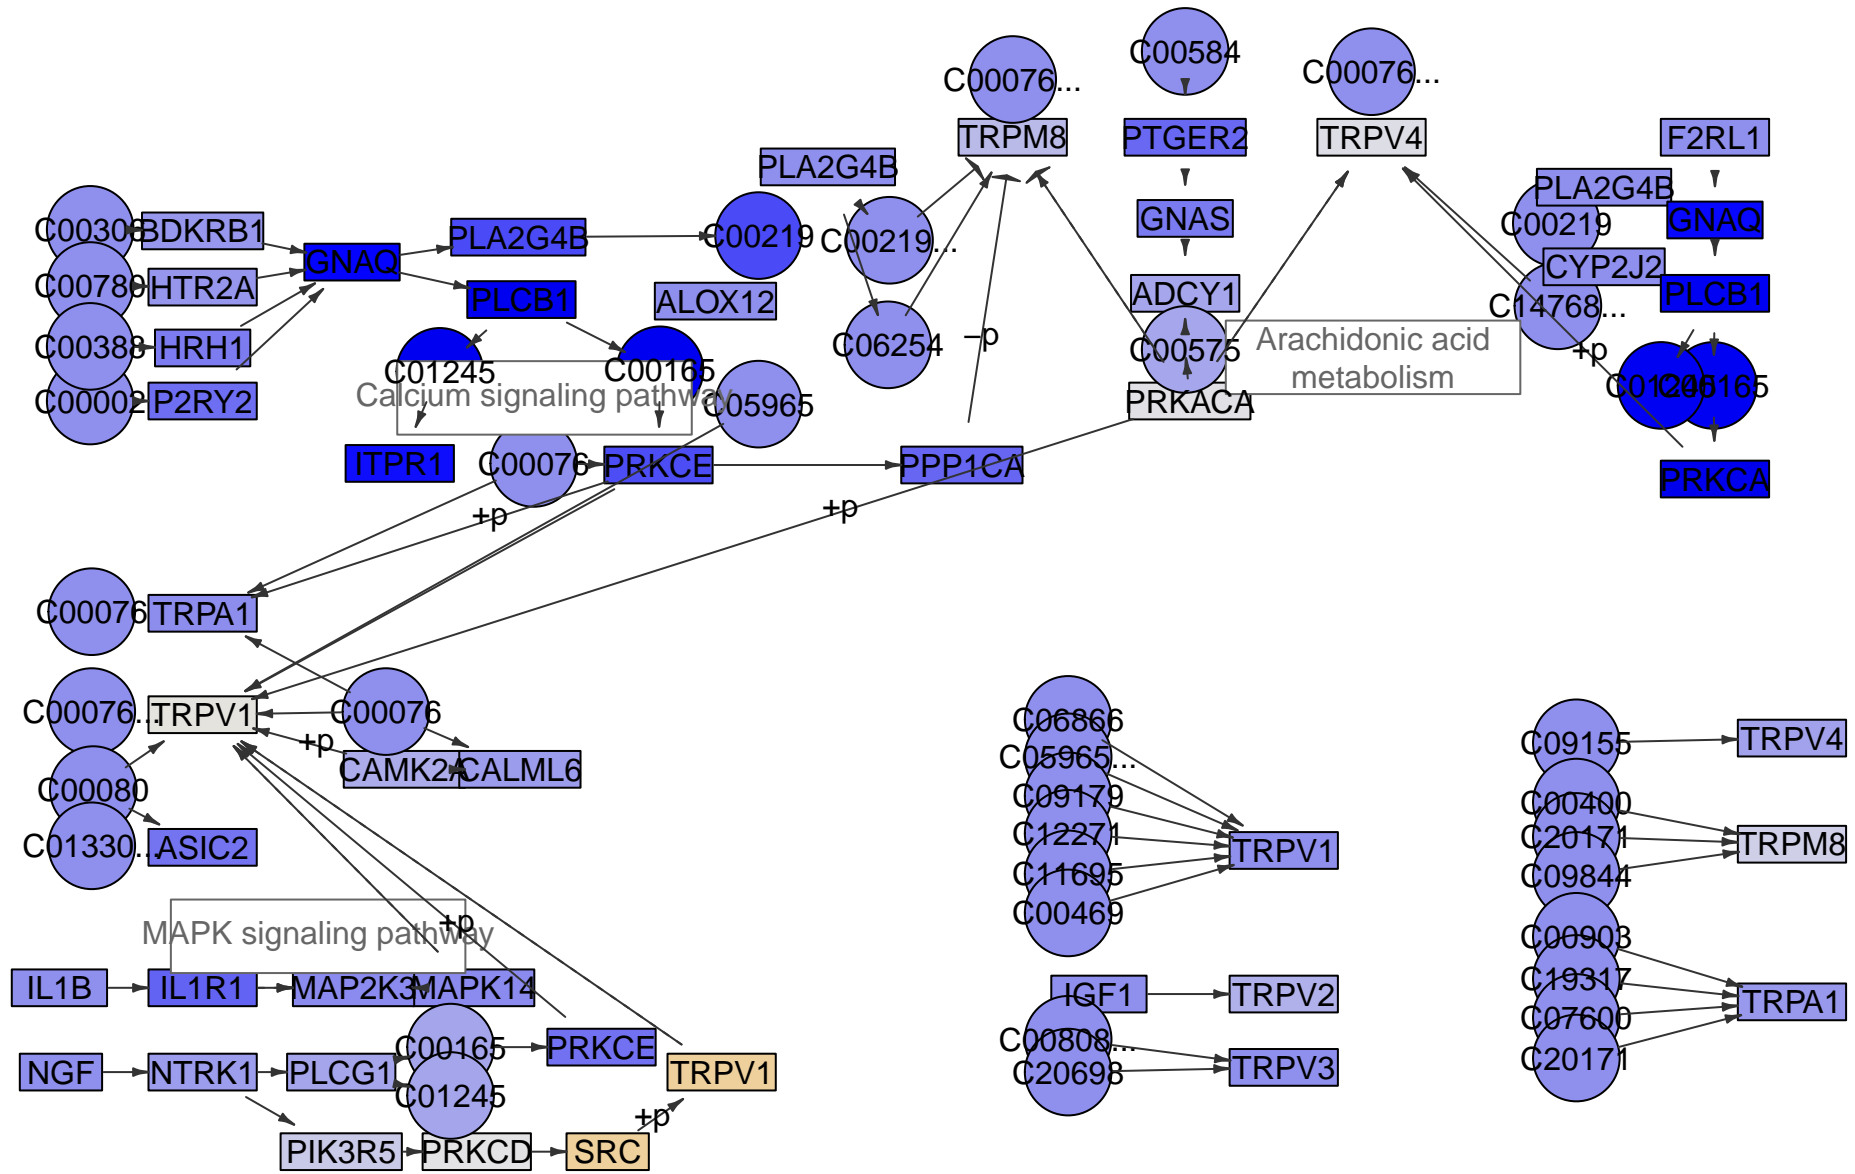 C00584
C00076...
C00076...
TRPM8
PTGER2
TRPV4
F2RL1
PLA2G4B
PLA2G4B
GNAS
GNAQ
C00219
BDKRB1
PLA2G4B
C00219
C00219...
GNAQ
CYP2J2
C00780
HTR2A
PLCB1
ALOX12
ADCY1
PLCB1
C14768...
C00388
HRH1
C06254
–p
C00575
Arachidonic acid
metabolism
+p
C01245
C00165
Calcium signaling pathway
C00002
P2RY2
C05965
PRKACA
C00165
ITPR1
C00076
PRKCE
PPP1CA
PRKCA
+p
+p
C00076
TRPA1
C00076...
TRPV1
C00076
C06866
+p
C05965...
C09155
TRPV4
CAMK2A
CALML6
C00080
C09179
C00400
C01330...
ASIC2
C12271
TRPV1
C20171
TRPM8
C11695
C09844
C00469
+p
MAPK signaling pathway
C00903
IL1B
IL1R1
MAP2K3
MAPK14
IGF1
TRPV2
C19317
TRPA1
C07600
C00165
PRKCE
C00808...
C20171
NGF
NTRK1
PLCG1
TRPV1
C20698
TRPV3
C01245
+p
PIK3R5
PRKCD
SRC